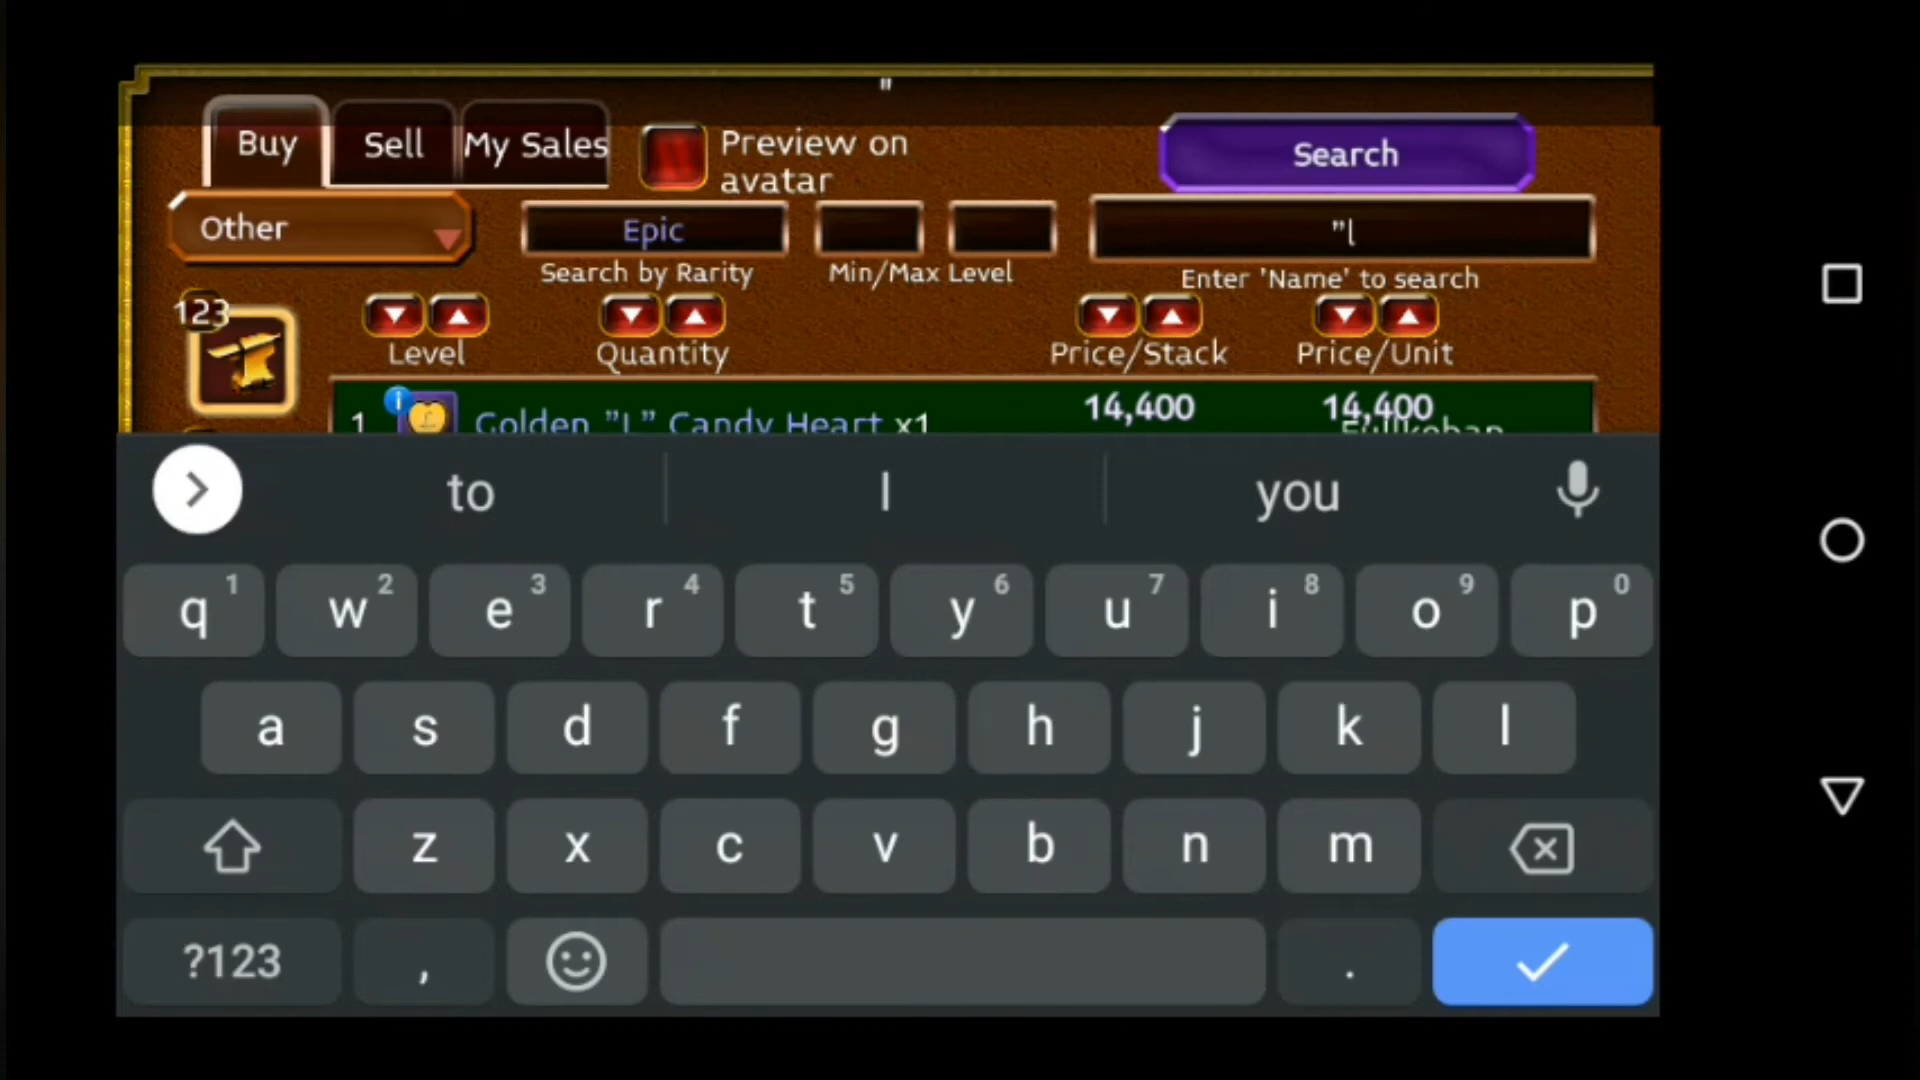 "
Buy Sell My Sales Preview on avatar Search
Other Epic ”l
Search by Rarity Min/Max Level Enter 'Name' to search
123
Level Quantity Price/Stack Price/Unit
1 Golden ”L” Candy Heart x1 14,400 14,400
to I you
q 1 w 2 e 3 r 4 t 5 y 6 u 7 i 8 o 9 p 0
a s d f g h j k l
z x c v b n m
?123 , .